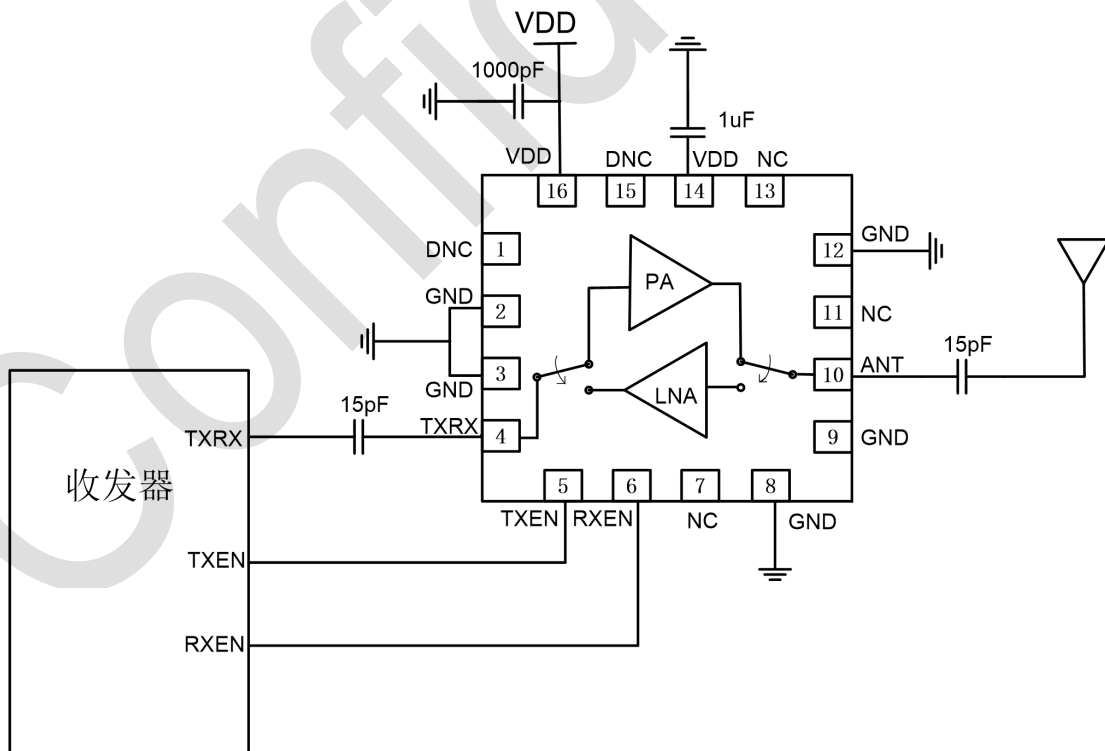 VDD
1000pF
1uF
VDD
DNC
VDD
NC
16
15
14
13
DNC
1
12
GND
GND
2
PA
11
NC
3
GND
LNA
10
ANT
15pF
15pF
TXRX
TXRX
4
9
GND
收发器
5
6
7
8
TXEN
RXEN
NC
GND
TXEN
RXEN
Confid